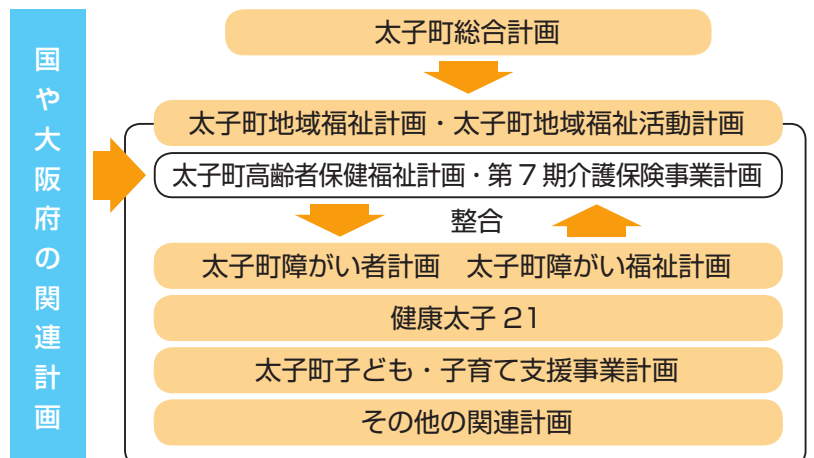 国や大阪府の関連計画
太子町総合計画
太子町地域福祉計画・太子町地域福祉活動計画
太子町高齢者保健福祉計画・第7期介護保険事業計画
整合
太子町障がい者計画　太子町障がい福祉計画
健康太子21
太子町子ども・子育て支援事業計画
その他の関連計画